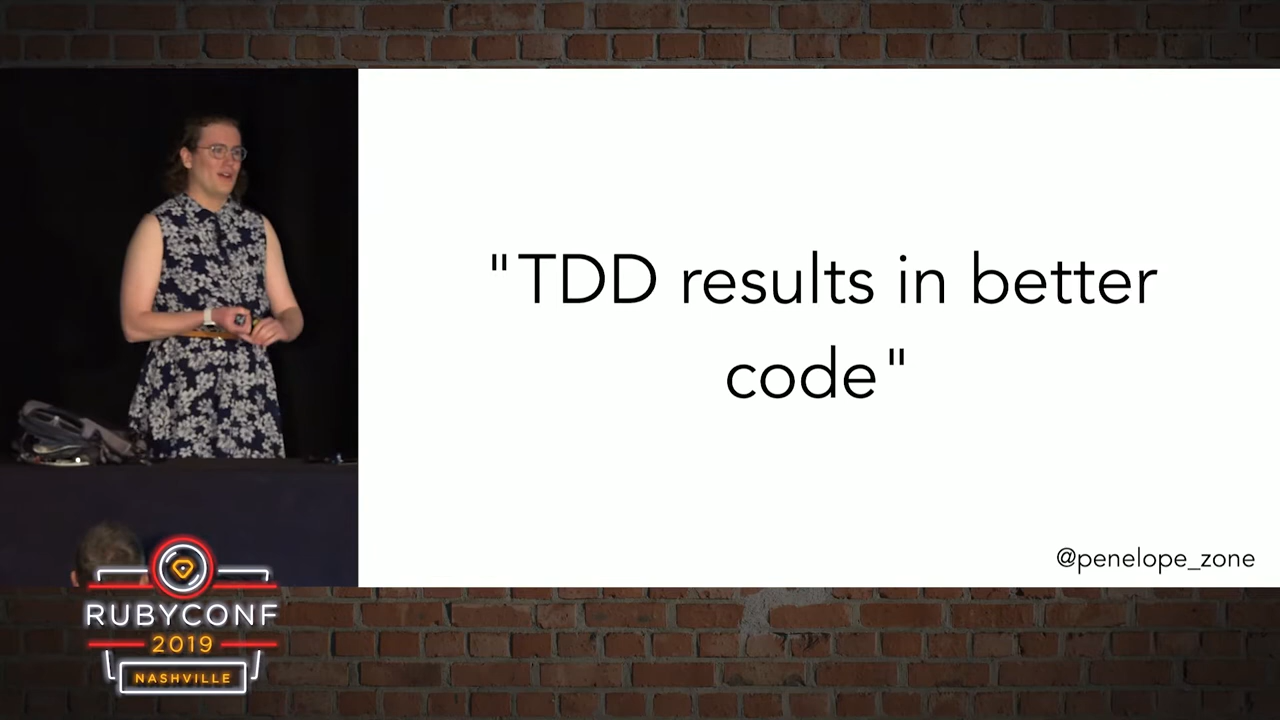 "TDD results in better
code"
@penelope_zone
RUBYCONF
2019
NASHVILLE